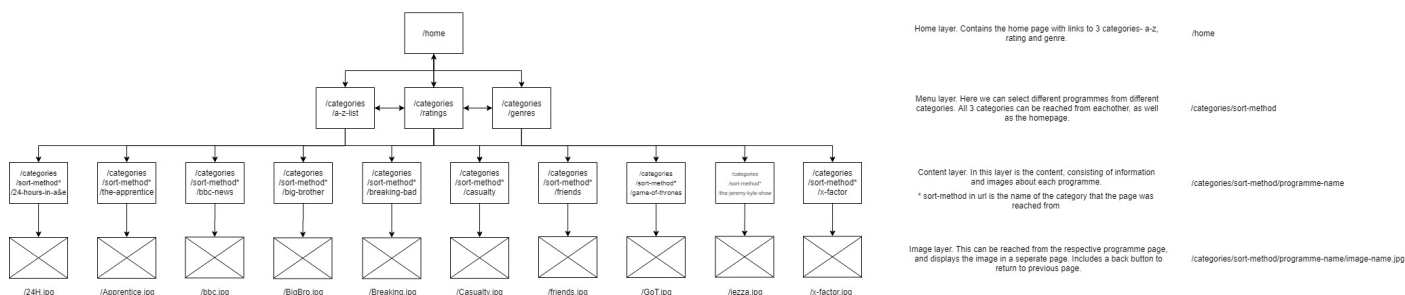 /home
Home layer. Contains the home page with links to 3 categories- a-z,
rating and genre.
/home
/categories
/a-z-list
/categories
/ratings
/categories
/genres
Menu layer. Here we can select different programmes from different
categories. All 3 categories can be reached from eachother, as well
as the homepage.
/categories/sort-method
/categories
/sort-method*
/24-hours-in-a&e
/categories
/sort-method*
/the-apprentice
/categories
/sort-method*
/bbc-news
/categories
/sort-method*
/big-brother
/categories
/sort-method*
/breaking-bad
/categories
/sort-method*
/casualty
/categories
/sort-method*
/friends
/categories
/sort-method*
/game-of-thrones
/categories
/sort-method*
/the-jeremy-kyle-show
/categories
/sort-method*
/x-factor
Content layer. In this layer is the content, consisting of information
and images about each programme.
* sort-method in url is the name of the category that the page was
reached from
/categories/sort-method/programme-name
Image layer. This can be reached from the respective programme page,
and displays the image in a seperate page. Includes a back button to
return to previous page.
/categories/sort-method/programme-name/image-name.jpg
/24H.jpg
/Apprentice.jpg
/bbc.jpg
/BigBro.jpg
/Breaking.jpg
/Casualty.jpg
/friends.jpg
/GoT.jpg
/jezza.jpg
/x-factor.jpg